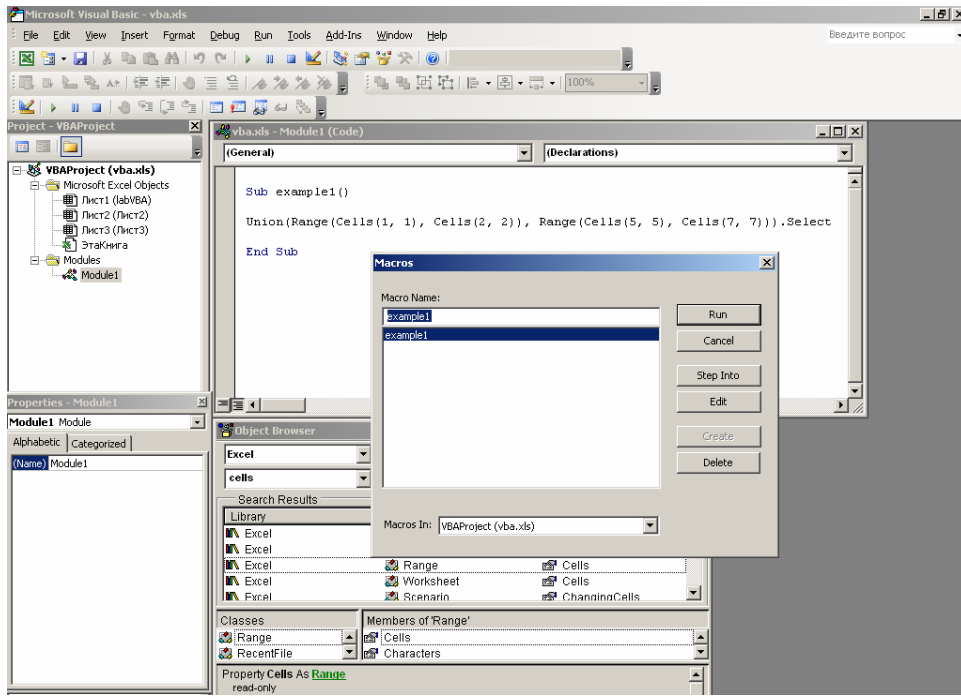 Microsoft Visual Basic - vba.xls
File Edit View Insert Format Debug Run Tools Add-Ins Window Help
Введите вопрос
100%
Project - VBAProject
VBAProject (vba.xls)
Microsoft Excel Objects
Лист1 (labVBA)
Лист2 (Лист2)
Лист3 (Лист3)
ЭтаКнига
Modules
Module1
vba.xls - Module1 (Code)
(General) (Declarations)
Sub example1()
Union(Range(Cells(1, 1), Cells(2, 2)), Range(Cells(5, 5), Cells(7, 7))).Select
End Sub
Macros
Macro Name:
example1
example1
Run
Cancel
Step Into
Edit
Create
Delete
Macros In: VBAProject (vba.xls)
Properties - Module1
Module1 Module
Alphabetic Categorized
(Name) Module1
Object Browser
Excel
cells
Search Results
Library
Excel
Excel
Excel Range Cells
Excel Worksheet Cells
Excel Scenario ChangingCells
Classes Members of 'Range'
Range Cells
RecentFile Characters
Property Cells As Range
read-only